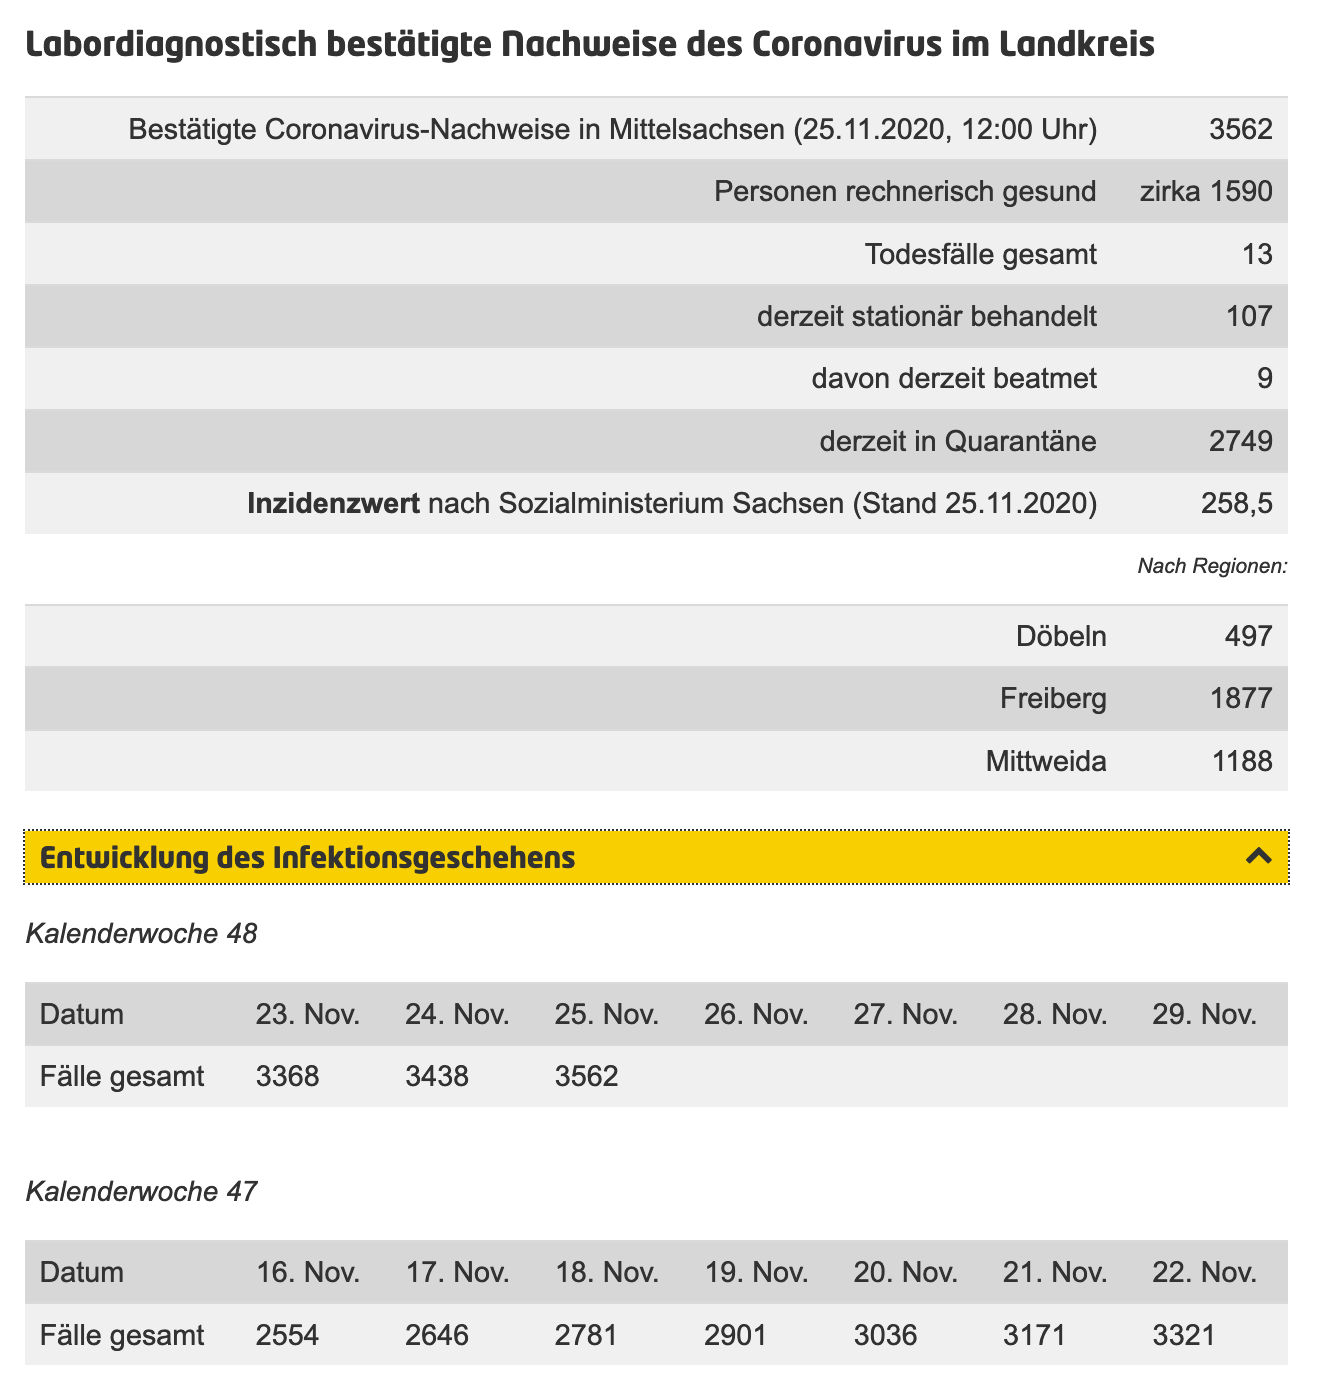 Labordiagnostisch bestätigte Nachweise des Coronavirus im Landkreis
Bestätigte Coronavirus-Nachweise in Mittelsachsen (25.11.2020, 12:00 Uhr) 3562
Personen rechnerisch gesund zirka 1590
Todesfälle gesamt 13
derzeit stationär behandelt 107
davon derzeit beatmet 9
derzeit in Quarantäne 2749
Inzidenzwert nach Sozialministerium Sachsen (Stand 25.11.2020) 258,5
Nach Regionen:
Döbeln 497
Freiberg 1877
Mittweida 1188
Entwicklung des Infektionsgeschehens
Kalenderwoche 48
Datum 23. Nov. 24. Nov. 25. Nov. 26. Nov. 27. Nov. 28. Nov. 29. Nov.
Fälle gesamt 3368 3438 3562
Kalenderwoche 47
Datum 16. Nov. 17. Nov. 18. Nov. 19. Nov. 20. Nov. 21. Nov. 22. Nov.
Fälle gesamt 2554 2646 2781 2901 3036 3171 3321